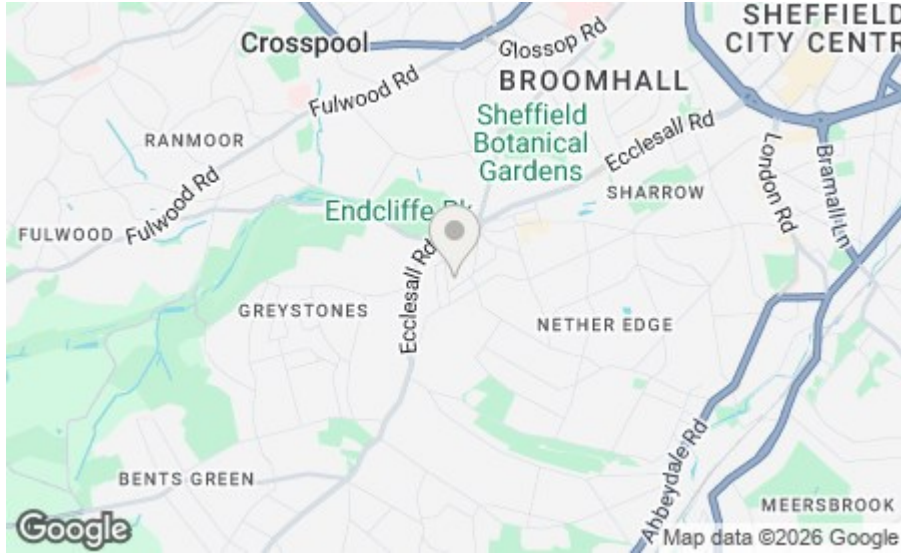 SHEFFIELD
CITY CENTR
Crosspool
Glossop Rd
Fulwood Rd
BROOMHALL
Sheffield
Botanical
Gardens
Ecclesall Rd
RANMOOR
London Rd
Bramall Ln
SHARROW
Fulwood Rd
Endcliffe Pk
FULWOOD
Ecclesall Rd
GREYSTONES
NETHER EDGE
Abbeydale Rd
BENTS GREEN
MEERSBROOK
Google
Map data ©2026 Google